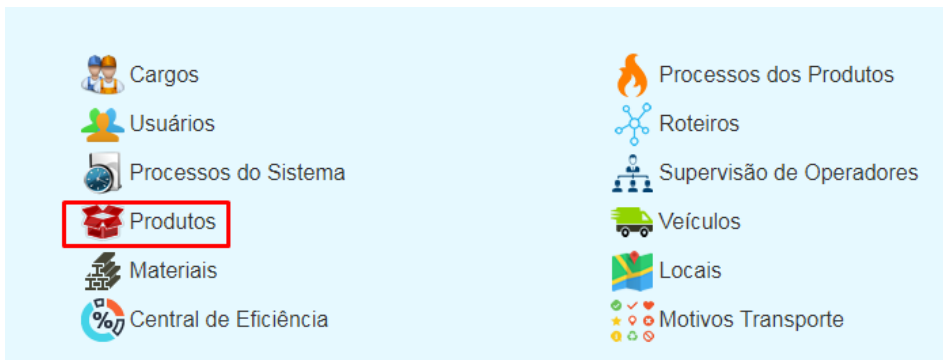 Cargos
Usuários
Processos do Sistema
Produtos
Materiais
Central de Eficiência
Processos dos Produtos
Roteiros
Supervisão de Operadores
Veículos
Locais
Motivos Transporte